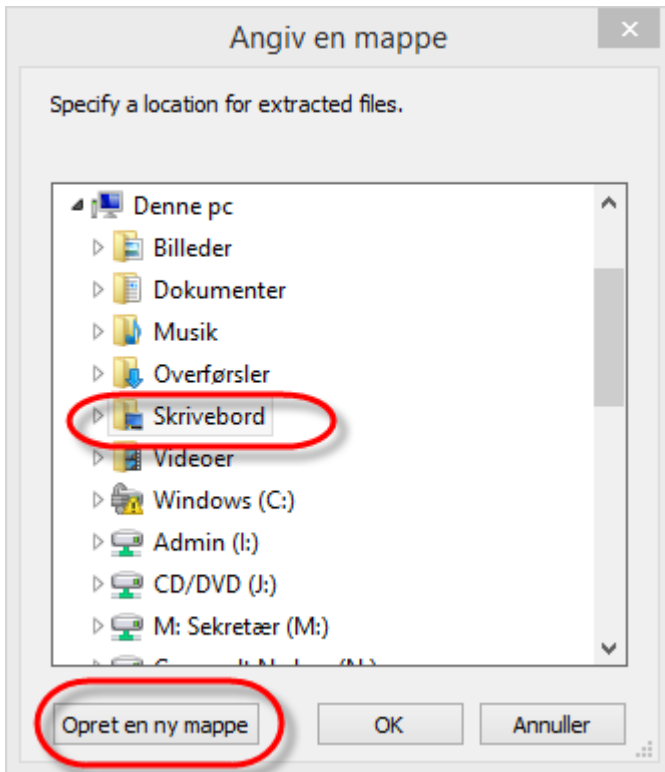 Angiv en mappe
Specify a location for extracted files.
Denne pc
Billeder
Dokumenter
Musik
Overførsler
Skrivebord
Videoer
Windows (C:)
Admin (I:)
CD/DVD (J:)
M: Sekretær (M:)
Opret en ny mappe OK Annuller